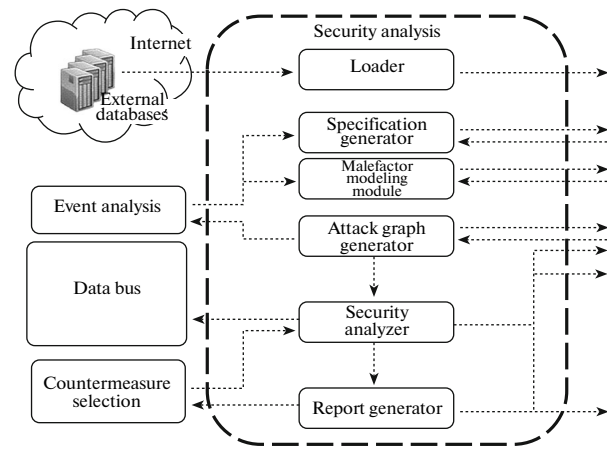 Internet
External
databases
Security analysis
Loader
Specification
generator
Malefactor
modeling
module
Event analysis
Attack graph
generator
Data bus
Security
analyzer
Countermeasure
selection
Report generator